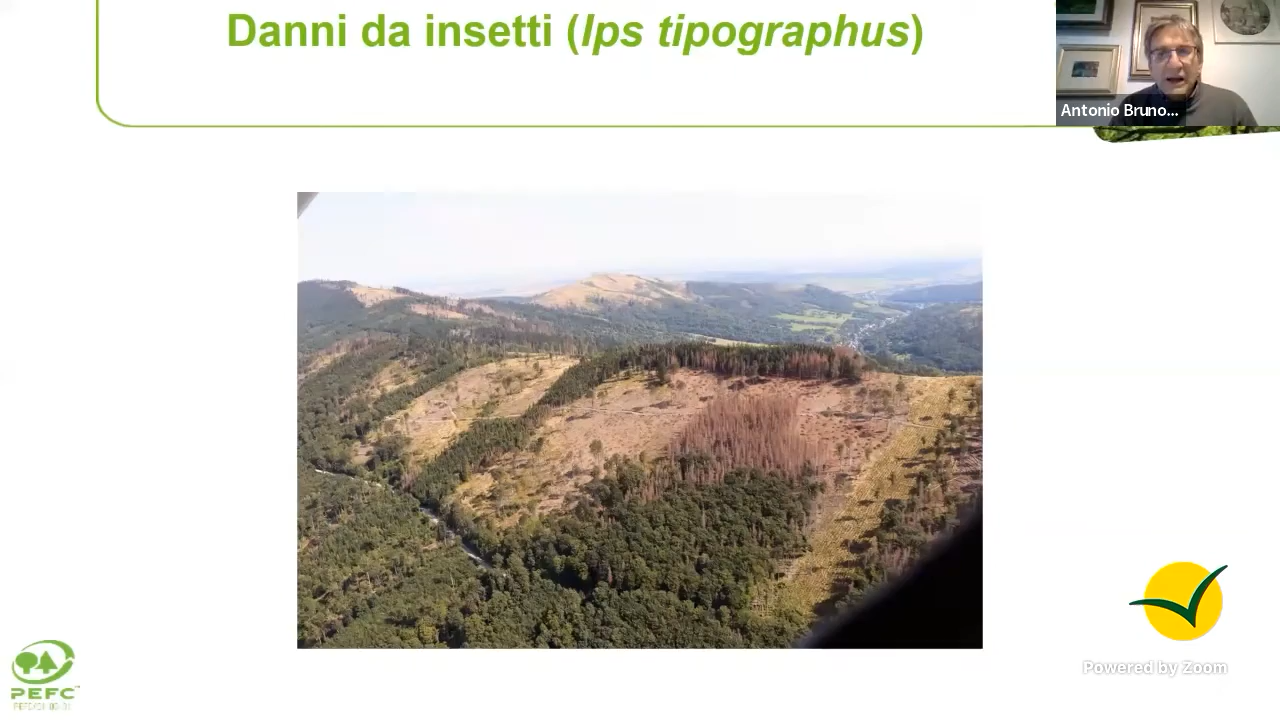 Danni da insetti (Ips tipographus)
Antonio Bruno...
Powered by Zoom
PEFC